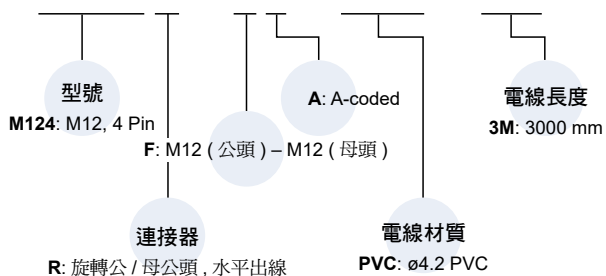 型號
M124: M12, 4 Pin
A: A-coded
電線長度
3M: 3000 mm
F: M12 ( 公頭 ) – M12 ( 母頭 )
連接器
R: 旋轉公 / 母公頭 , 水平出線
電線材質
PVC: ø4.2 PVC